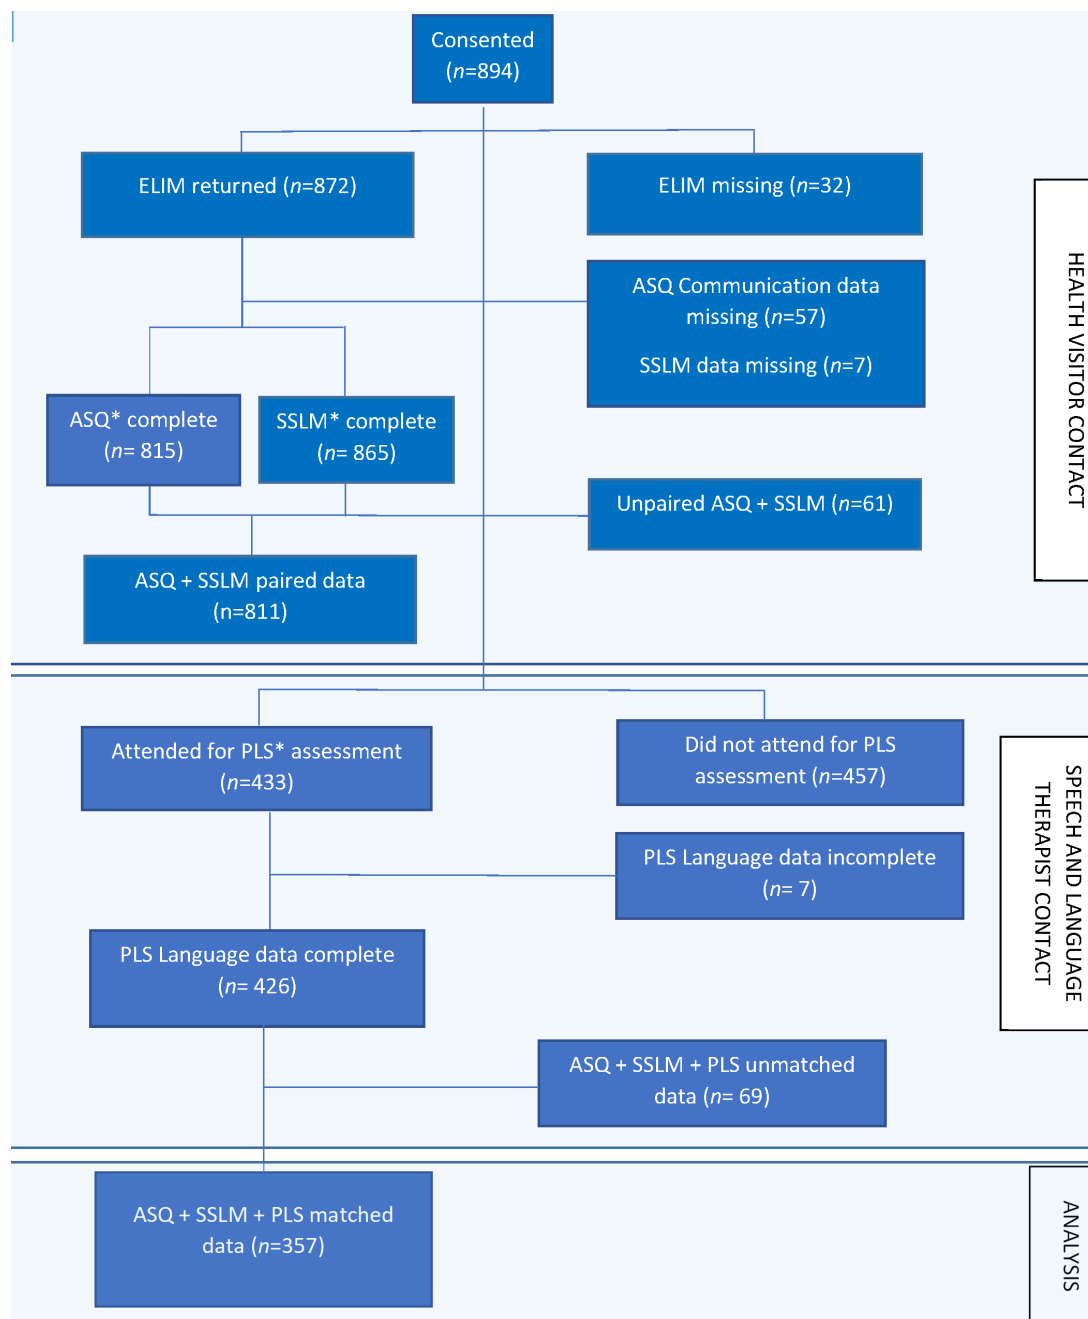 Consented
(n=894)
ELIM returned (n=872)
ELIM missing (n=32)
ASQ Communication data
missing (n=57)
SSLM data missing (n=7)
ASQ* complete
(n= 815)
SSLM* complete
(n= 865)
Unpaired ASQ + SSLM (n=61)
ASQ + SSLM paired data
(n=811)
HEALTH VISITOR CONTACT
Attended for PLS* assessment
(n=433)
Did not attend for PLS
assessment (n=457)
PLS Language data incomplete
(n= 7)
PLS Language data complete
(n= 426)
ASQ + SSLM + PLS unmatched
data (n= 69)
SPEECH AND LANGUAGE
THERAPIST CONTACT
ASQ + SSLM + PLS matched
data (n=357)
ANALYSIS